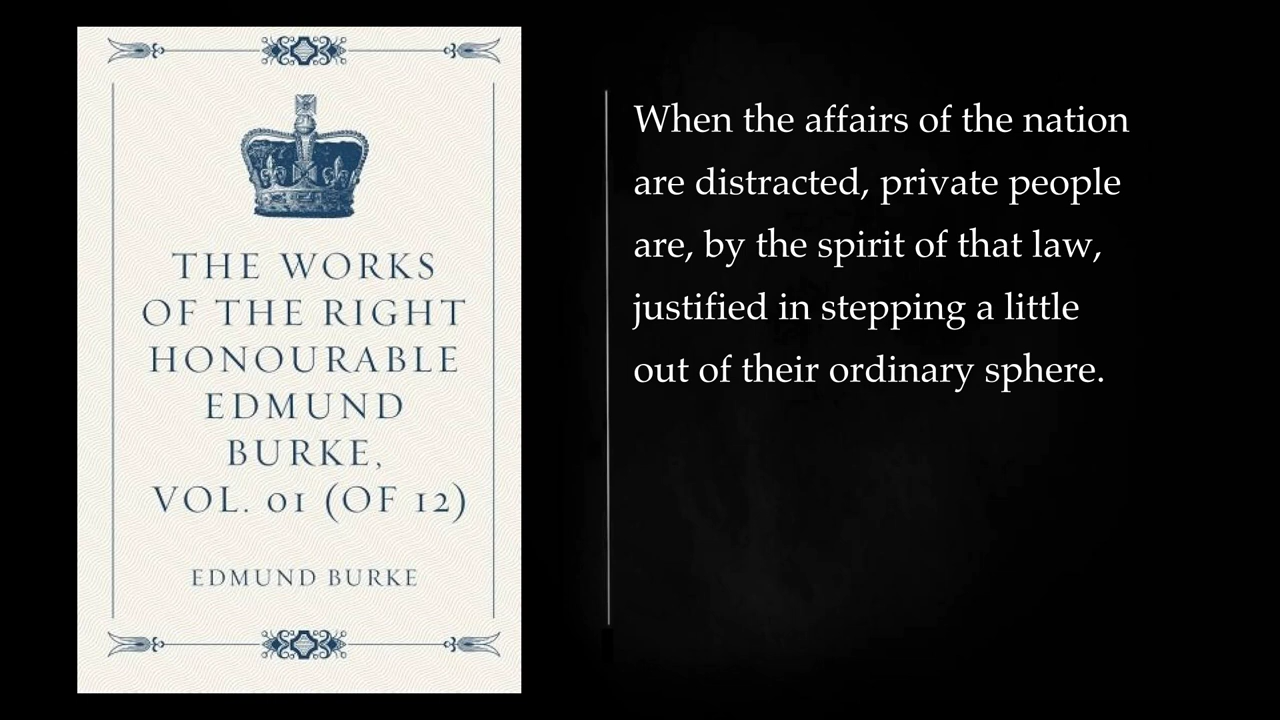 THE WORKS
OF THE RIGHT
HONOURABLE
EDMUND
BURKE,
VOL. 01 (OF 12)
EDMUND BURKE
When the affairs of the nation
are distracted, private people
are, by the spirit of that law,
justified in stepping a little
out of their ordinary sphere.